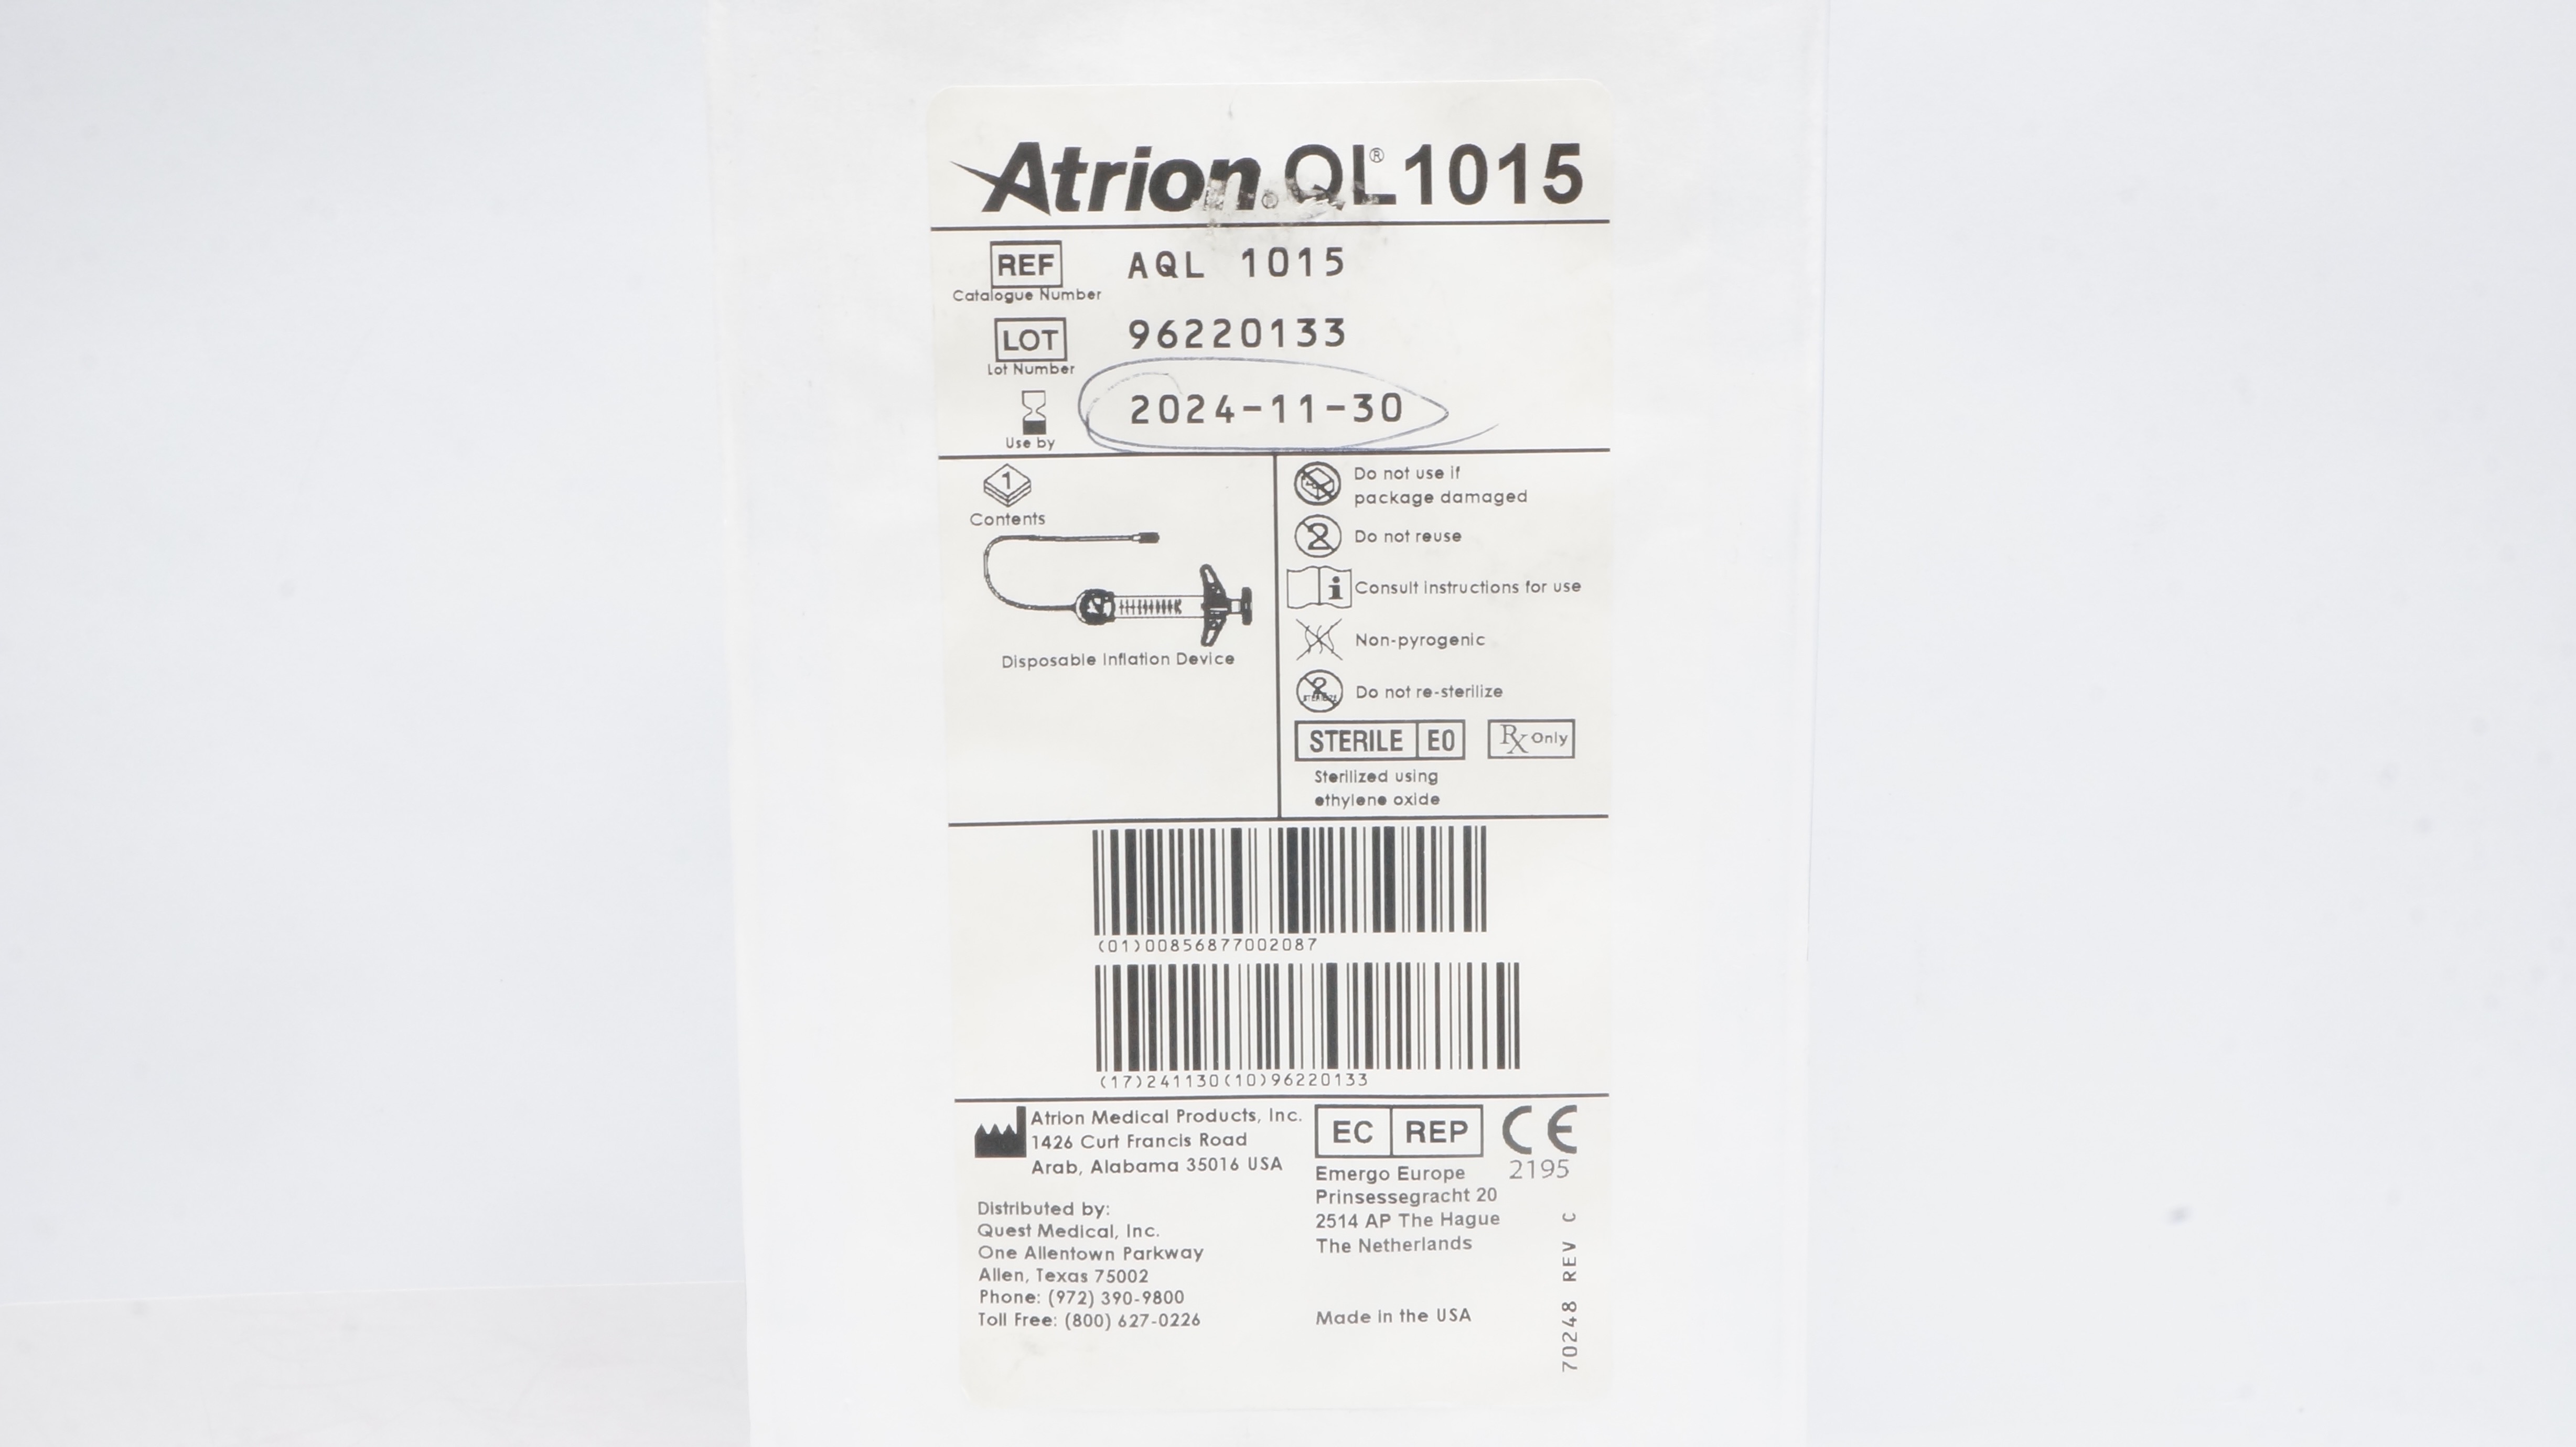 Atrion® QL® 1015
REF AQL 1015
Catalogue Number
LOT 96220133
Lot Number
2024-11-30
Use by
1
Contents
Disposable Inflation Device
Do not use if
package damaged
2 Do not reuse
i Consult instructions for use
Non-pyrogenic
2 Do not re-sterilize
STERILE EO Rx Only
Sterilized using
ethylene oxide
(01)00856877002087
(17)241130(10)96220133
Atrion Medical Products, Inc.
1426 Curt Francis Road
Arab, Alabama 35016 USA
Distributed by:
Quest Medical, Inc.
One Allentown Parkway
Allen, Texas 75002
Phone: (972) 390-9800
Toll Free: (800) 627-0226
EC REP CE
2195
Emergo Europe
Prinsessegracht 20
2514 AP The Hague
The Netherlands
Made in the USA
70248 REV C